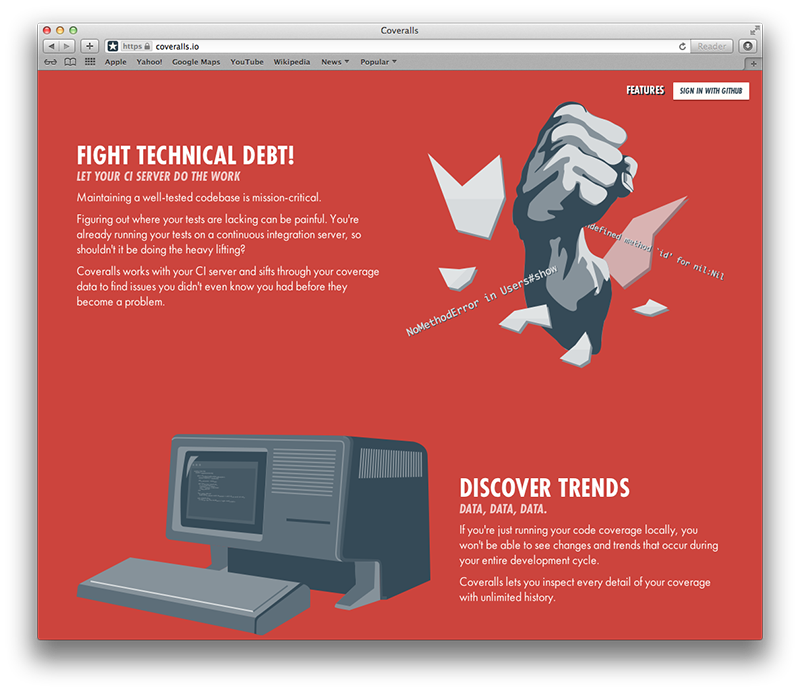 Coveralls
https
coveralls.io
Reader
Apple
Yahoo!
Google Maps
YouTube
Wikipedia
News
Popular
FEATURES
SIGN IN WITH GITHUB
FIGHT TECHNICAL DEBT!
LET YOUR CI SERVER DO THE WORK
Maintaining a well-tested codebase is mission-critical.
Figuring out where your tests are lacking can be painful. You're
already running your tests on a continuous integration server, so
shouldn't it be doing the heavy lifting?
Coveralls works with your CI server and sifts through your coverage
data to find issues you didn't even know you had before they
become a problem.
NoMethodError in Users#show
ndefined method 'id' for nil:Nil
DISCOVER TRENDS
DATA, DATA, DATA.
If you're just running your code coverage locally, you
won't be able to see changes and trends that occur during
your entire development cycle.
Coveralls lets you inspect every detail of your coverage
with unlimited history.